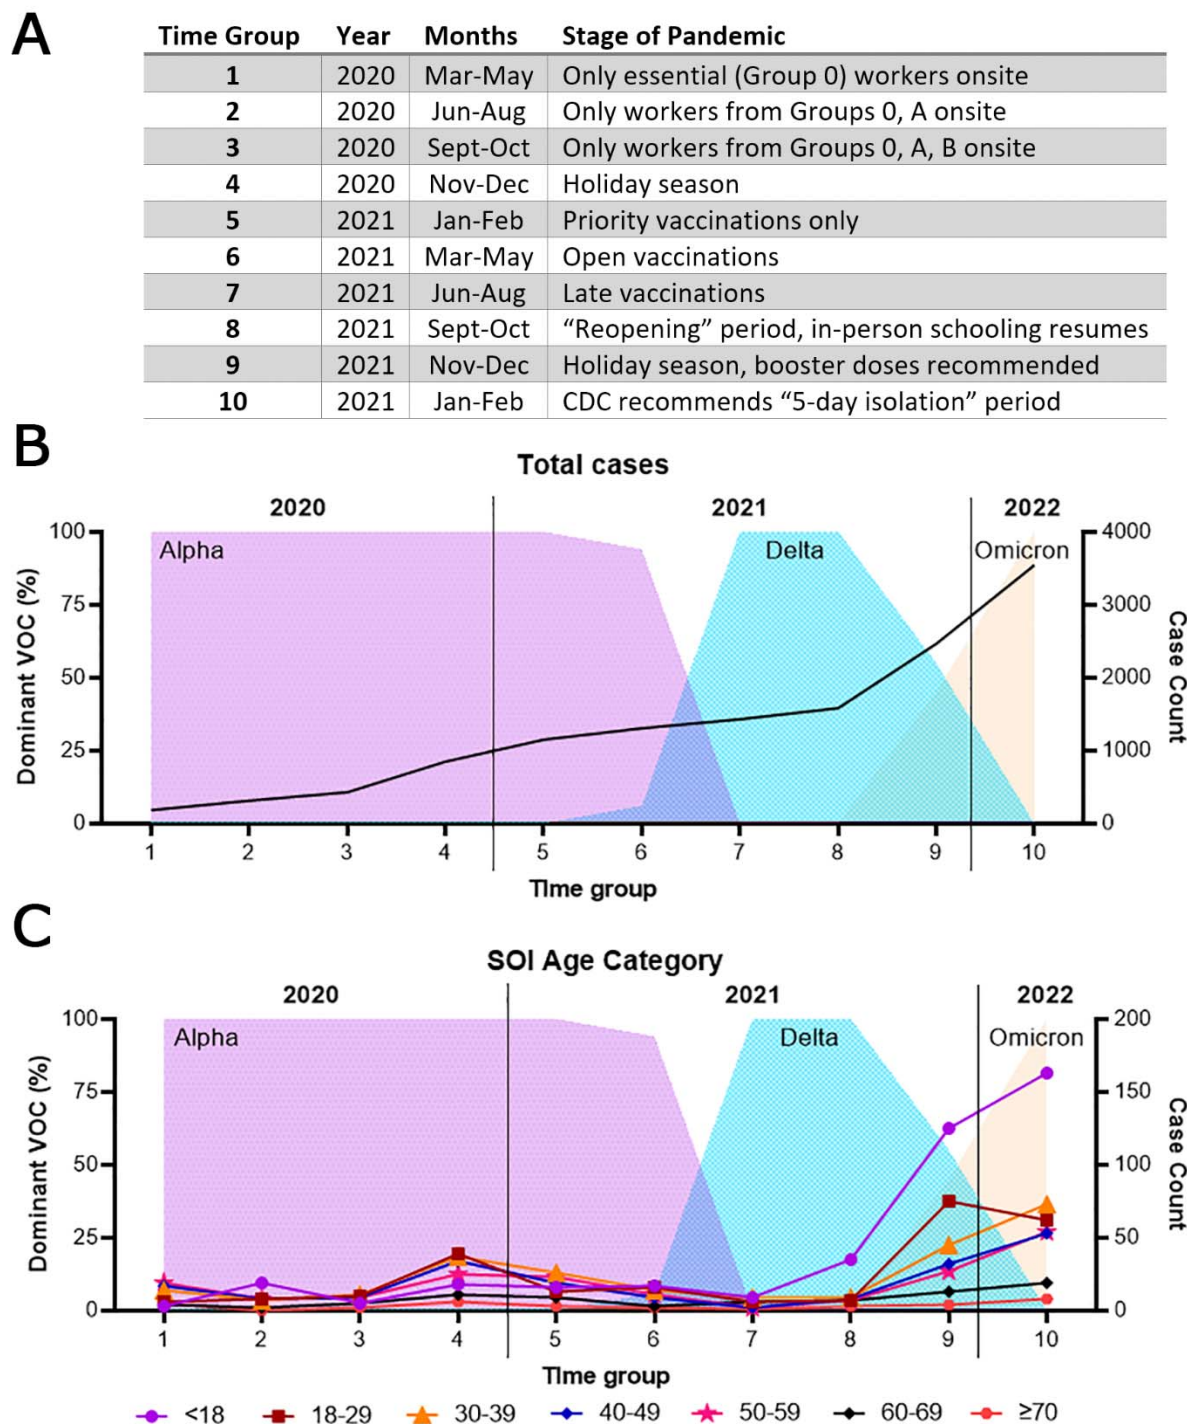 A
Time Group Year Months Stage of Pandemic
1 2020 Mar-May Only essential (Group 0) workers onsite
2 2020 Jun-Aug Only workers from Groups 0, A onsite
3 2020 Sept-Oct Only workers from Groups 0, A, B onsite
4 2020 Nov-Dec Holiday season
5 2021 Jan-Feb Priority vaccinations only
6 2021 Mar-May Open vaccinations
7 2021 Jun-Aug Late vaccinations
8 2021 Sept-Oct “Reopening” period, in-person schooling resumes
9 2021 Nov-Dec Holiday season, booster doses recommended
10 2021 Jan-Feb CDC recommends “5-day isolation” period
B
Total cases
2020 2021 2022
Dominant VOC (%)
100
75
50
25
0
Alpha Delta Omicron
4000
3000
2000
1000
0
Case Count
1 2 3 4 5 6 7 8 9 10
TIme group
C
SOI Age Category
2020 2021 2022
Dominant VOC (%)
100
75
50
25
0
Alpha Delta Omicron
200
150
100
50
0
Case Count
1 2 3 4 5 6 7 8 9 10
TIme group
<18 18-29 30-39 40-49 50-59 60-69 ≥70